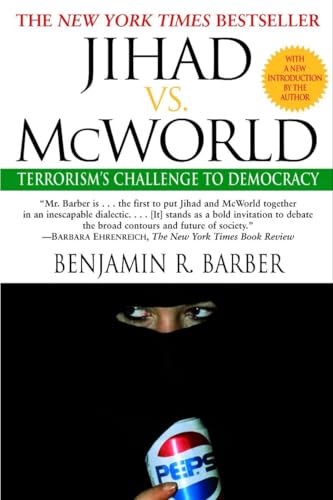 THE NEW YORK TIMES BESTSELLER
JIHAD
VS.
McWORLD
WITH A
NEW
INTRODUCTION
BY THE
AUTHOR
TERRORISM'S CHALLENGE TO DEMOCRACY
“Mr. Barber is . . . the first to put Jihad and McWorld together
in an inescapable dialectic. . . . [It] stands as a bold invitation to debate
the broad contours and future of society.”
—BARBARA EHRENREICH, The New York Times Book Review
BENJAMIN R. BARBER
PEPS